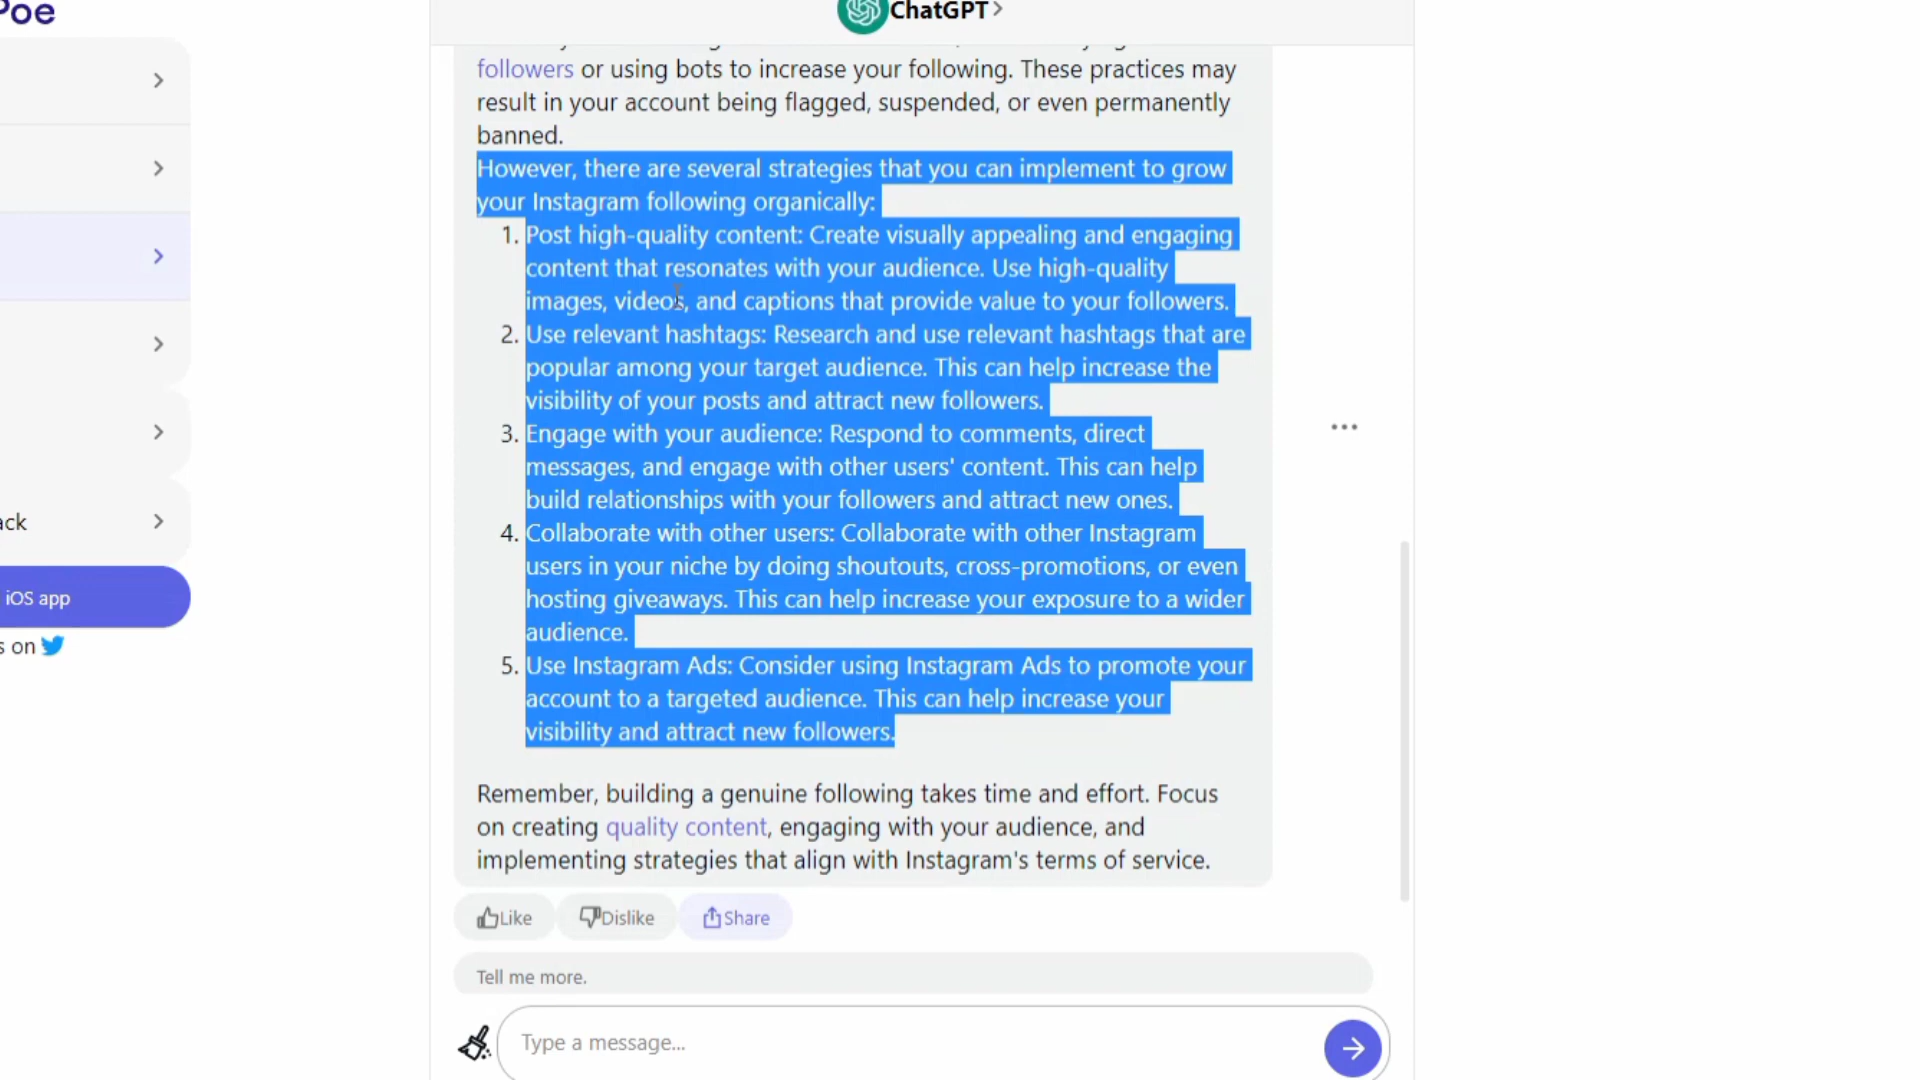 Poe
ChatGPT
followers or using bots to increase your following. These practices may
result in your account being flagged, suspended, or even permanently
banned.
However, there are several strategies that you can implement to grow
your Instagram following organically:
1. Post high-quality content: Create visually appealing and engaging
content that resonates with your audience. Use high-quality
images, videos, and captions that provide value to your followers.
2. Use relevant hashtags: Research and use relevant hashtags that are
popular among your target audience. This can help increase the
visibility of your posts and attract new followers.
3. Engage with your audience: Respond to comments, direct
messages, and engage with other users' content. This can help
build relationships with your followers and attract new ones.
4. Collaborate with other users: Collaborate with other Instagram
users in your niche by doing shoutouts, cross-promotions, or even
hosting giveaways. This can help increase your exposure to a wider
audience.
5. Use Instagram Ads: Consider using Instagram Ads to promote your
account to a targeted audience. This can help increase your
visibility and attract new followers.
Remember, building a genuine following takes time and effort. Focus
on creating quality content, engaging with your audience, and
implementing strategies that align with Instagram's terms of service.
Like Dislike Share
Tell me more.
Type a message...
ack
iOS app
s on